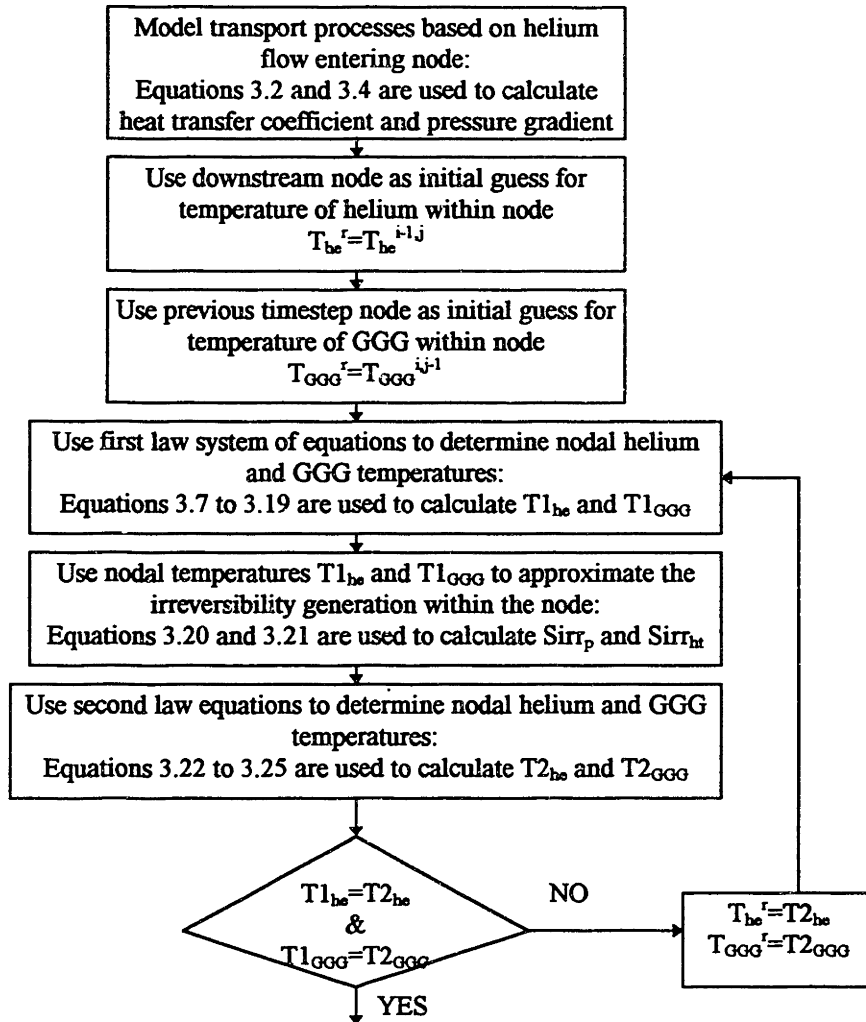 Model transport processes based on helium
flow entering node:
Equations 3.2 and 3.4 are used to calculate
heat transfer coefficient and pressure gradient
Use downstream node as initial guess for
temperature of helium within node
T_he^r=T_he^i-1,j
Use previous timestep node as initial guess for
temperature of GGG within node
T_GGG^r=T_GGG^i,j-1
Use first law system of equations to determine nodal helium
and GGG temperatures:
Equations 3.7 to 3.19 are used to calculate T1_he and T1_GGG
Use nodal temperatures T1_he and T1_GGG to approximate the
irreversibility generation within the node:
Equations 3.20 and 3.21 are used to calculate Sirr_p and Sirr_ht
Use second law equations to determine nodal helium and GGG
temperatures:
Equations 3.22 to 3.25 are used to calculate T2_he and T2_GGG
T1_he=T2_he
&
T1_GGG=T2_GGG
NO
T_he^r=T2_he
T_GGG^r=T2_GGG
YES